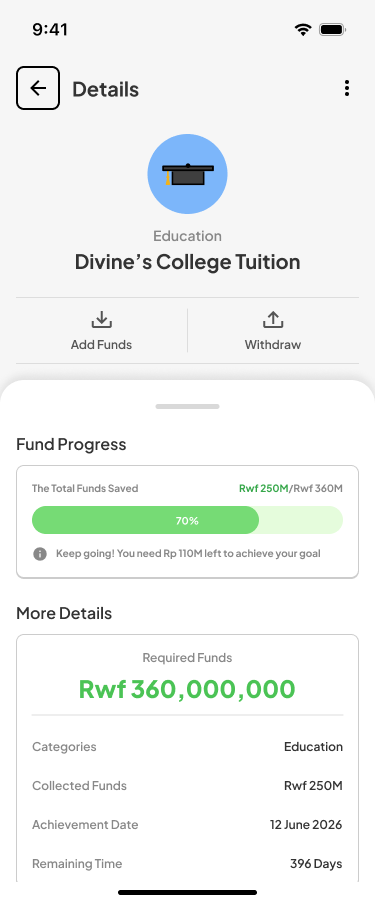 9:41
Details
Education
Divine’s College Tuition
Add Funds
Withdraw
Fund Progress
The Total Funds Saved
Rwf 250M/Rwf 360M
70%
Keep going! You need Rp 110M left to achieve your goal
More Details
Required Funds
Rwf 360,000,000
Categories
Education
Collected Funds
Rwf 250M
Achievement Date
12 June 2026
Remaining Time
396 Days